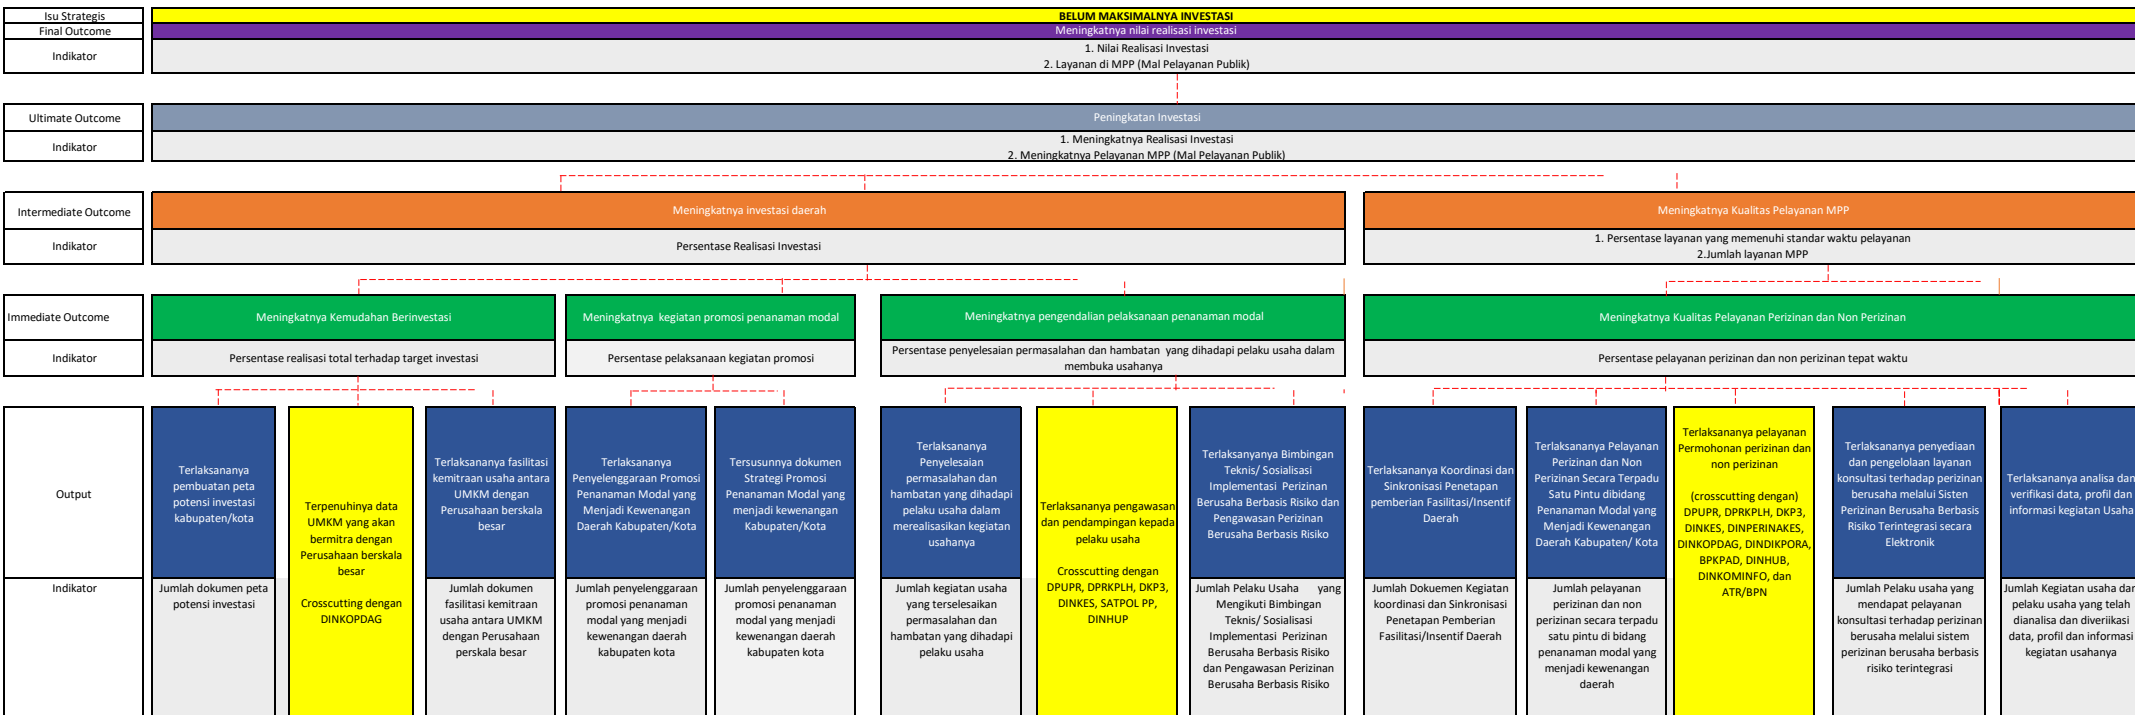 Isu Strategis
BELUM MAKSIMALNYA INVESTASI
Final Outcome
Meningkatnya nilai realisasi investasi
Indikator
1. Nilai Realisasi Investasi
2. Layanan di MPP (Mal Pelayanan Publik)
Ultimate Outcome
Peningkatan Investasi
Indikator
1. Meningkatnya Realisasi Investasi
2. Meningkatnya Pelayanan MPP (Mal Pelayanan Publik)
Intermediate Outcome
Meningkatnya investasi daerah
Meningkatnya Kualitas Pelayanan MPP
Indikator
Persentase Realisasi Investasi
1. Persentase layanan yang memenuhi standar waktu pelayanan
2.Jumlah layanan MPP
Immediate Outcome
Meningkatnya Kemudahan Berinvestasi
Meningkatnya  kegiatan promosi penanaman modal
Meningkatnya pengendalian pelaksanaan penanaman modal
Meningkatnya Kualitas Pelayanan Perizinan dan Non Perizinan
Indikator
Persentase realisasi total terhadap target investasi
Persentase pelaksanaan kegiatan promosi
Persentase penyelesaian permasalahan dan hambatan  yang dihadapi pelaku usaha dalam
membuka usahanya
Persentase pelayanan perizinan dan non perizinan tepat waktu
Output
Terlaksananya
pembuatan peta
potensi investasi
kabupaten/kota
Terpenuhinya data
UMKM yang akan
bermitra dengan
Perusahaan berskala
besar
Crosscutting dengan
DINKOPDAG
Terlaksananya fasilitasi
kemitraan usaha antara
UMKM dengan
Perusahaan berskala
besar
Terlaksananya
Penyelenggaraan Promosi
Penanaman Modal yang
Menjadi Kewenangan
Daerah Kabupaten/Kota
Tersusunnya dokumen
Strategi Promosi
Penanaman Modal yang
menjadi kewenangan
Kabupaten/Kota
Terlaksananya
Penyelesaian
permasalahan dan
hambatan yang dihadapi
pelaku usaha dalam
merealisasikan kegiatan
usahanya
Terlaksananya pengawasan
dan pendampingan kepada
pelaku usaha
Crosscutting dengan
DPUPR, DPRKPLH, DKP3,
DINKES, SATPOL PP,
DINHUP
Terlaksanyanya Bimbingan
Teknis/ Sosialisasi
Implementasi  Perizinan
Berusaha Berbasis Risiko dan
Pengawasan Perizinan
Berusaha Berbasis Risiko
Terlaksananya Koordinasi dan
Sinkronisasi Penetapan
pemberian Fasilitasi/Insentif
Daerah
Terlaksananya Pelayanan
Perizinan dan Non
Perizinan Secara Terpadu
Satu Pintu dibidang
Penanaman Modal yang
Menjadi Kewenangan
Daerah Kabupaten/ Kota
Terlaksananya pelayanan
Permohonan perizinan dan
non perizinan
(crosscutting dengan)
DPUPR, DPRKPLH, DKP3,
DINKES, DINPERINAKES,
DINKOPDAG, DINDIKPORA,
BPKPAD, DINHUB,
DINKOMINFO, dan
ATR/BPN
Terlaksananya penyediaan
dan pengelolaan layanan
konsultasi terhadap perizinan
berusaha melalui Sisten
Perizinan Berusaha Berbasis
Risiko Terintegrasi secara
Elektronik
Terlaksananya analisa dan
verifikasi data, profil dan
informasi kegiatan Usaha
Indikator
Jumlah dokumen peta
potensi investasi
Jumlah dokumen
fasilitasi kemitraan
usaha antara UMKM
dengan Perusahaan
perskala besar
Jumlah penyelenggaraan
promosi penanaman
modal yang menjadi
kewenangan daerah
kabupaten kota
Jumlah penyelenggaraan
promosi penanaman
modal yang menjadi
kewenangan daerah
kabupaten kota
Jumlah kegiatan usaha
yang terselesaikan
permasalahan dan
hambatan yang dihadapi
pelaku usaha
Jumlah Pelaku Usaha    yang
Mengikuti Bimbingan
Teknis/ Sosialisasi
Implementasi  Perizinan
Berusaha Berbasis Risiko
dan Pengawasan Perizinan
Berusaha Berbasis Risiko
Jumlah Dokuemen Kegiatan
koordinasi dan Sinkronisasi
Penetapan Pemberian
Fasilitasi/Insentif Daerah
Jumlah pelayanan
perizinan dan non
perizinan secara terpadu
satu pintu di bidang
penanaman modal yang
menjadi kewenangan
daerah
Jumlah Pelaku usaha yang
mendapat pelayanan
konsultasi terhadap perizinan
berusaha melalui sistem
perizinan berusaha berbasis
risiko terintegrasi
Jumlah Kegiatan usaha dan
pelaku usaha yang telah
dianalisa dan diveriikasi
data, profil dan informasi
kegiatan usahanya